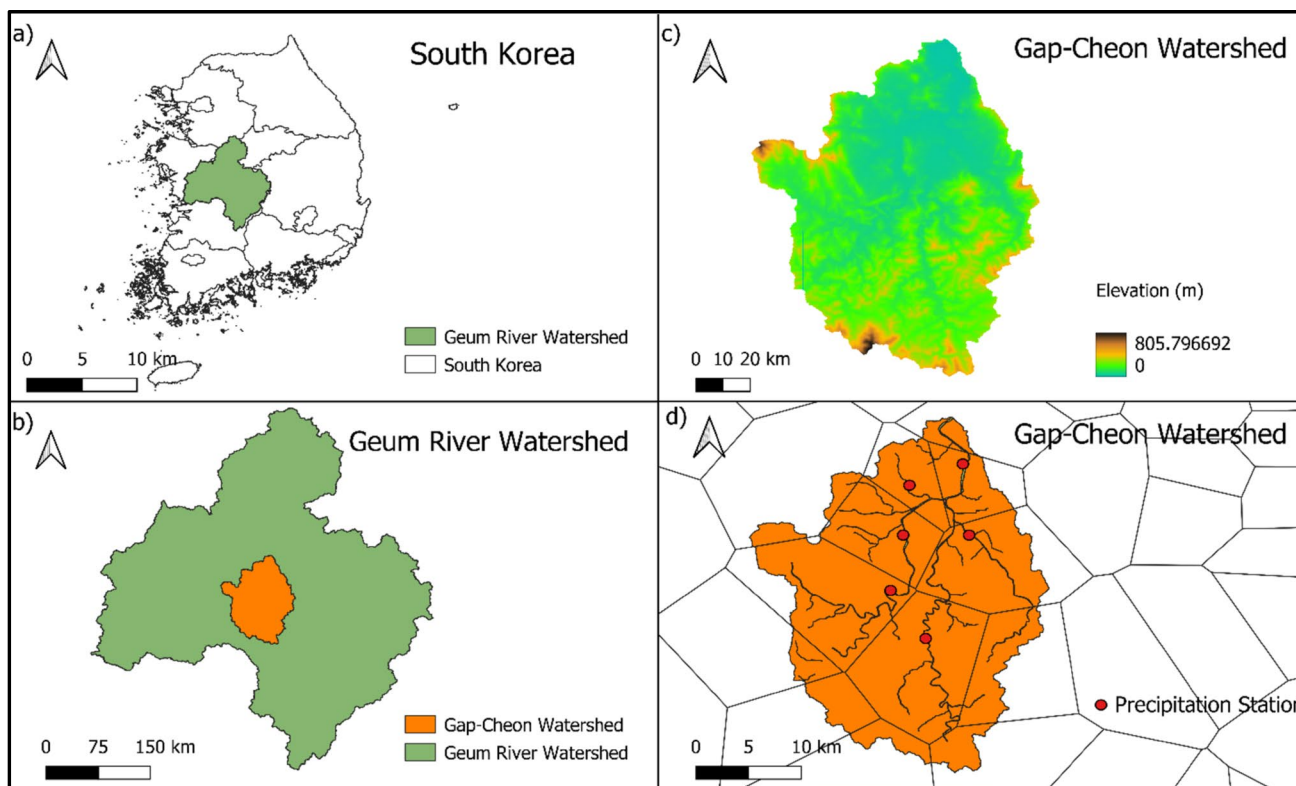 a)
South Korea
Geum River Watershed
South Korea
0 5 10 km
c)
Gap-Cheon Watershed
Elevation (m)
805.796692
0
0 10 20 km
b)
Geum River Watershed
Gap-Cheon Watershed
Geum River Watershed
0 75 150 km
d)
Gap-Cheon Watershed
Precipitation Station
0 5 10 km